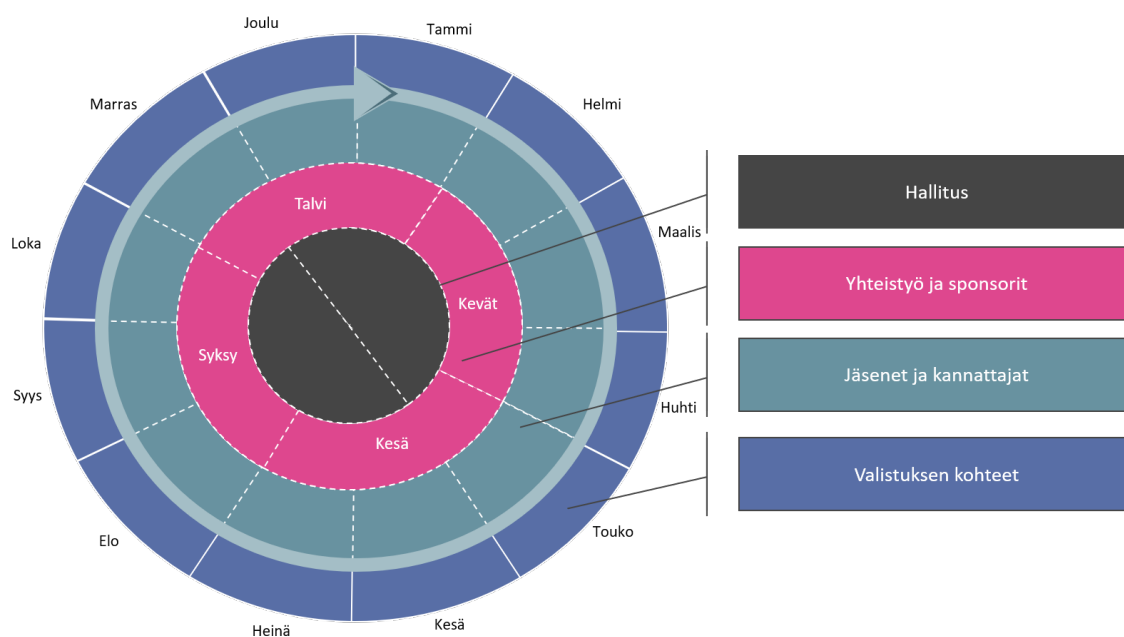 Joulu
Tammi
Marras
Helmi
Talvi
Hallitus
Loka
Maalis
Yhteistyö ja sponsorit
Kevät
Syksy
Jäsenet ja kannattajat
Syys
Huhti
Kesä
Valistuksen kohteet
Elo
Touko
Heinä
Kesä